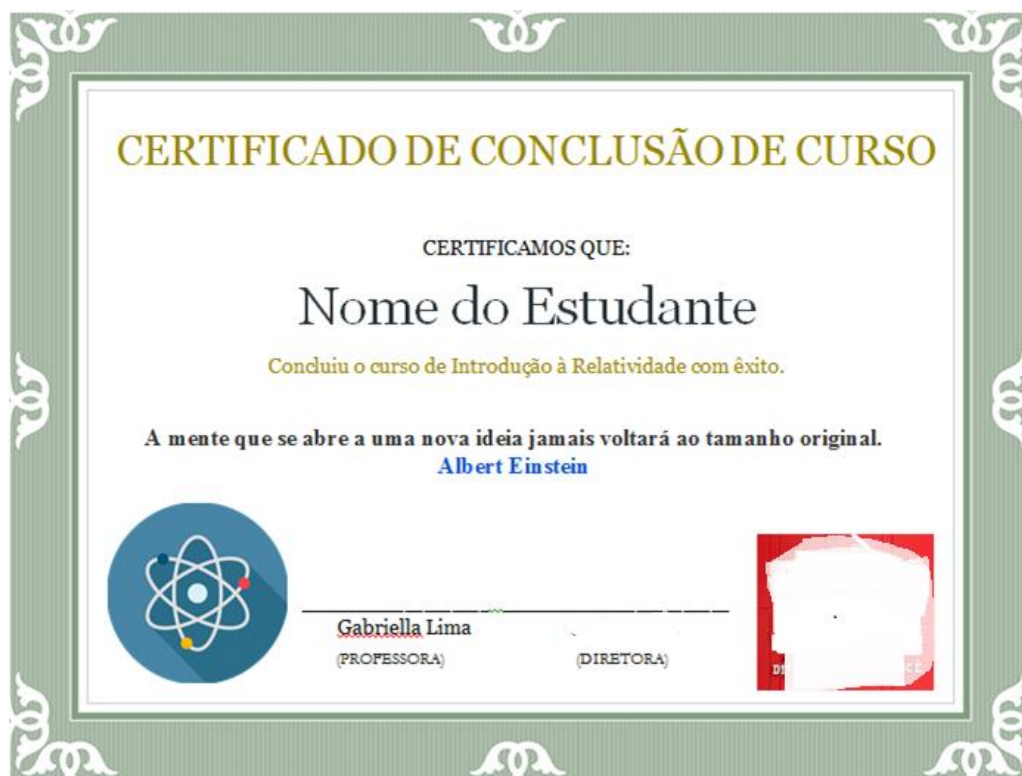 CERTIFICADO DE CONCLUSÃO DE CURSO
CERTIFICAMOS QUE:
Nome do Estudante
Concluiu o curso de Introdução à Relatividade com êxito.
A mente que se abre a uma nova ideia jamais voltará ao tamanho original.
Albert Einstein
Gabriella Lima
(PROFESSORA) (DIRETORA)